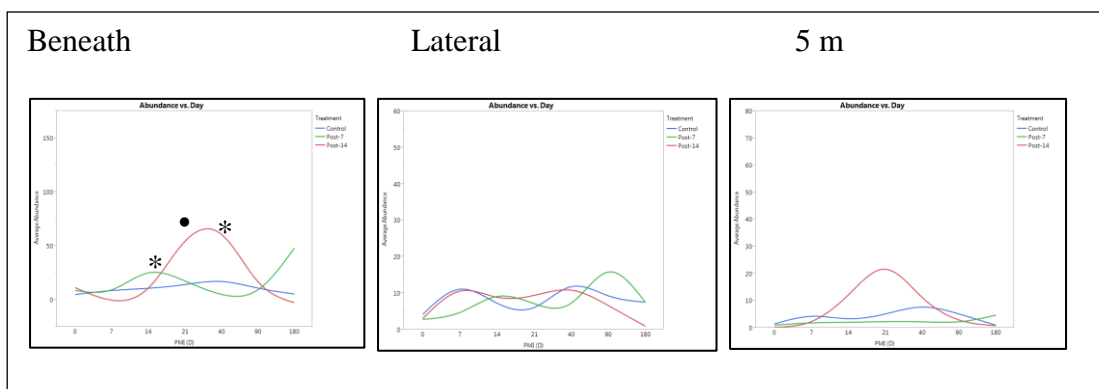 Beneath Lateral 5 m
Abundance vs. Day
Treatment
Control
Post-7
Post-14
150
100
50
0
Average Abundance
0 7 14 21 40 90 180
PMI (D)
*
•
*
Abundance vs. Day
Treatment
Control
Post-7
Post-14
60
50
40
30
20
10
0
Average Abundance
0 7 14 21 40 90 180
PMI (D)
Abundance vs. Day
Treatment
Control
Post-7
Post-14
80
70
60
50
40
30
20
10
0
Average Abundance
0 7 14 21 40 90 180
PMI (D)